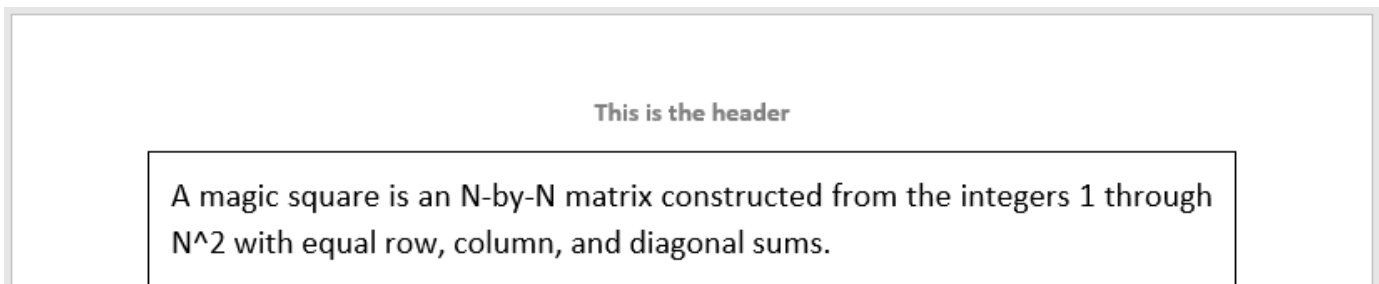 This is the header
A magic square is an N-by-N matrix constructed from the integers 1 through
N^2 with equal row, column, and diagonal sums.